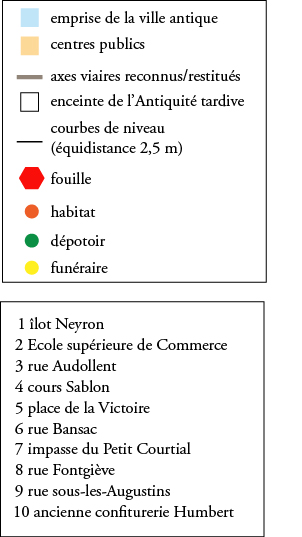 emprise de la ville antique
centres publics
axes viaires reconnus/restitués
enceinte de l'Antiquité tardive
courbes de niveau
(équidistance 2,5 m)
fouille
habitat
dépotoir
funéraire
1 îlot Neyron
2 Ecole supérieure de Commerce
3 rue Audollent
4 cours Sablon
5 place de la Victoire
6 rue Bansac
7 impasse du Petit Courtial
8 rue Fontgiève
9 rue sous-les-Augustins
10 ancienne confiturerie Humbert